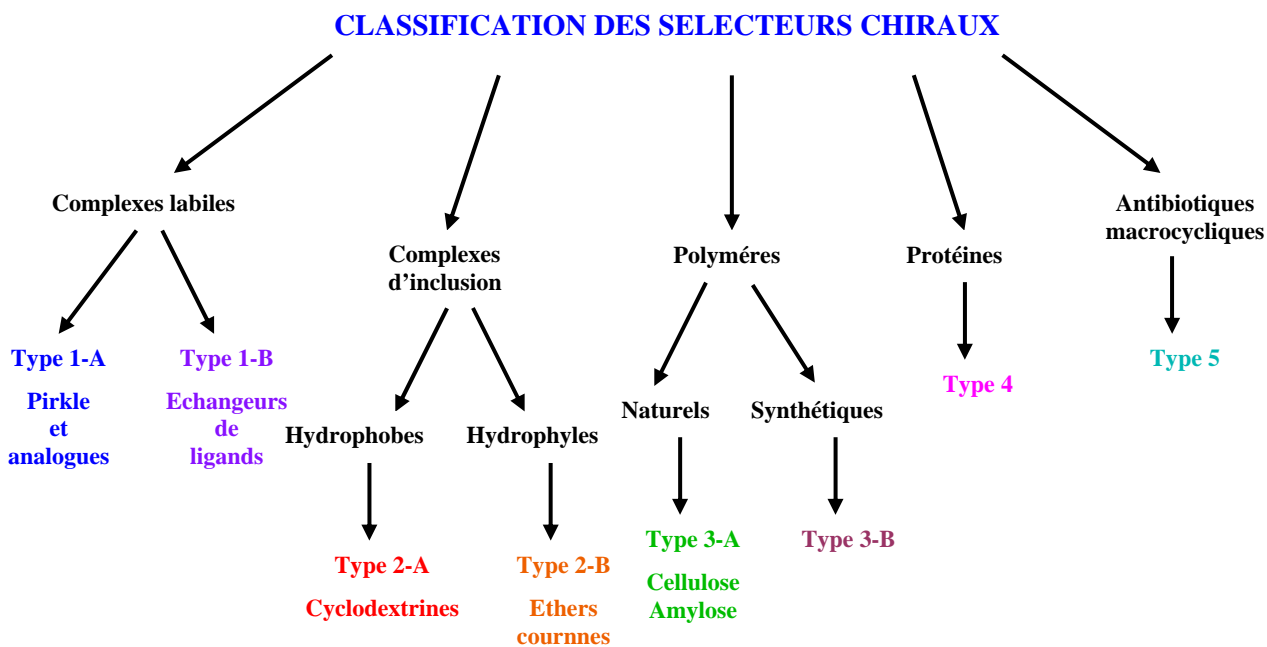 CLASSIFICATION DES SELECTEURS CHIRAUX
Complexes labiles
Type 1-A
Pirkle
et
analogues
Type 1-B
Echangeurs
de
ligands
Complexes
d'inclusion
Hydrophobes
Type 2-A
Cyclodextrines
Hydrophyles
Type 2-B
Ethers
cournnes
Polyméres
Naturels
Type 3-A
Cellulose
Amylose
Synthétiques
Type 3-B
Protéines
Type 4
Antibiotiques
macrocycliques
Type 5